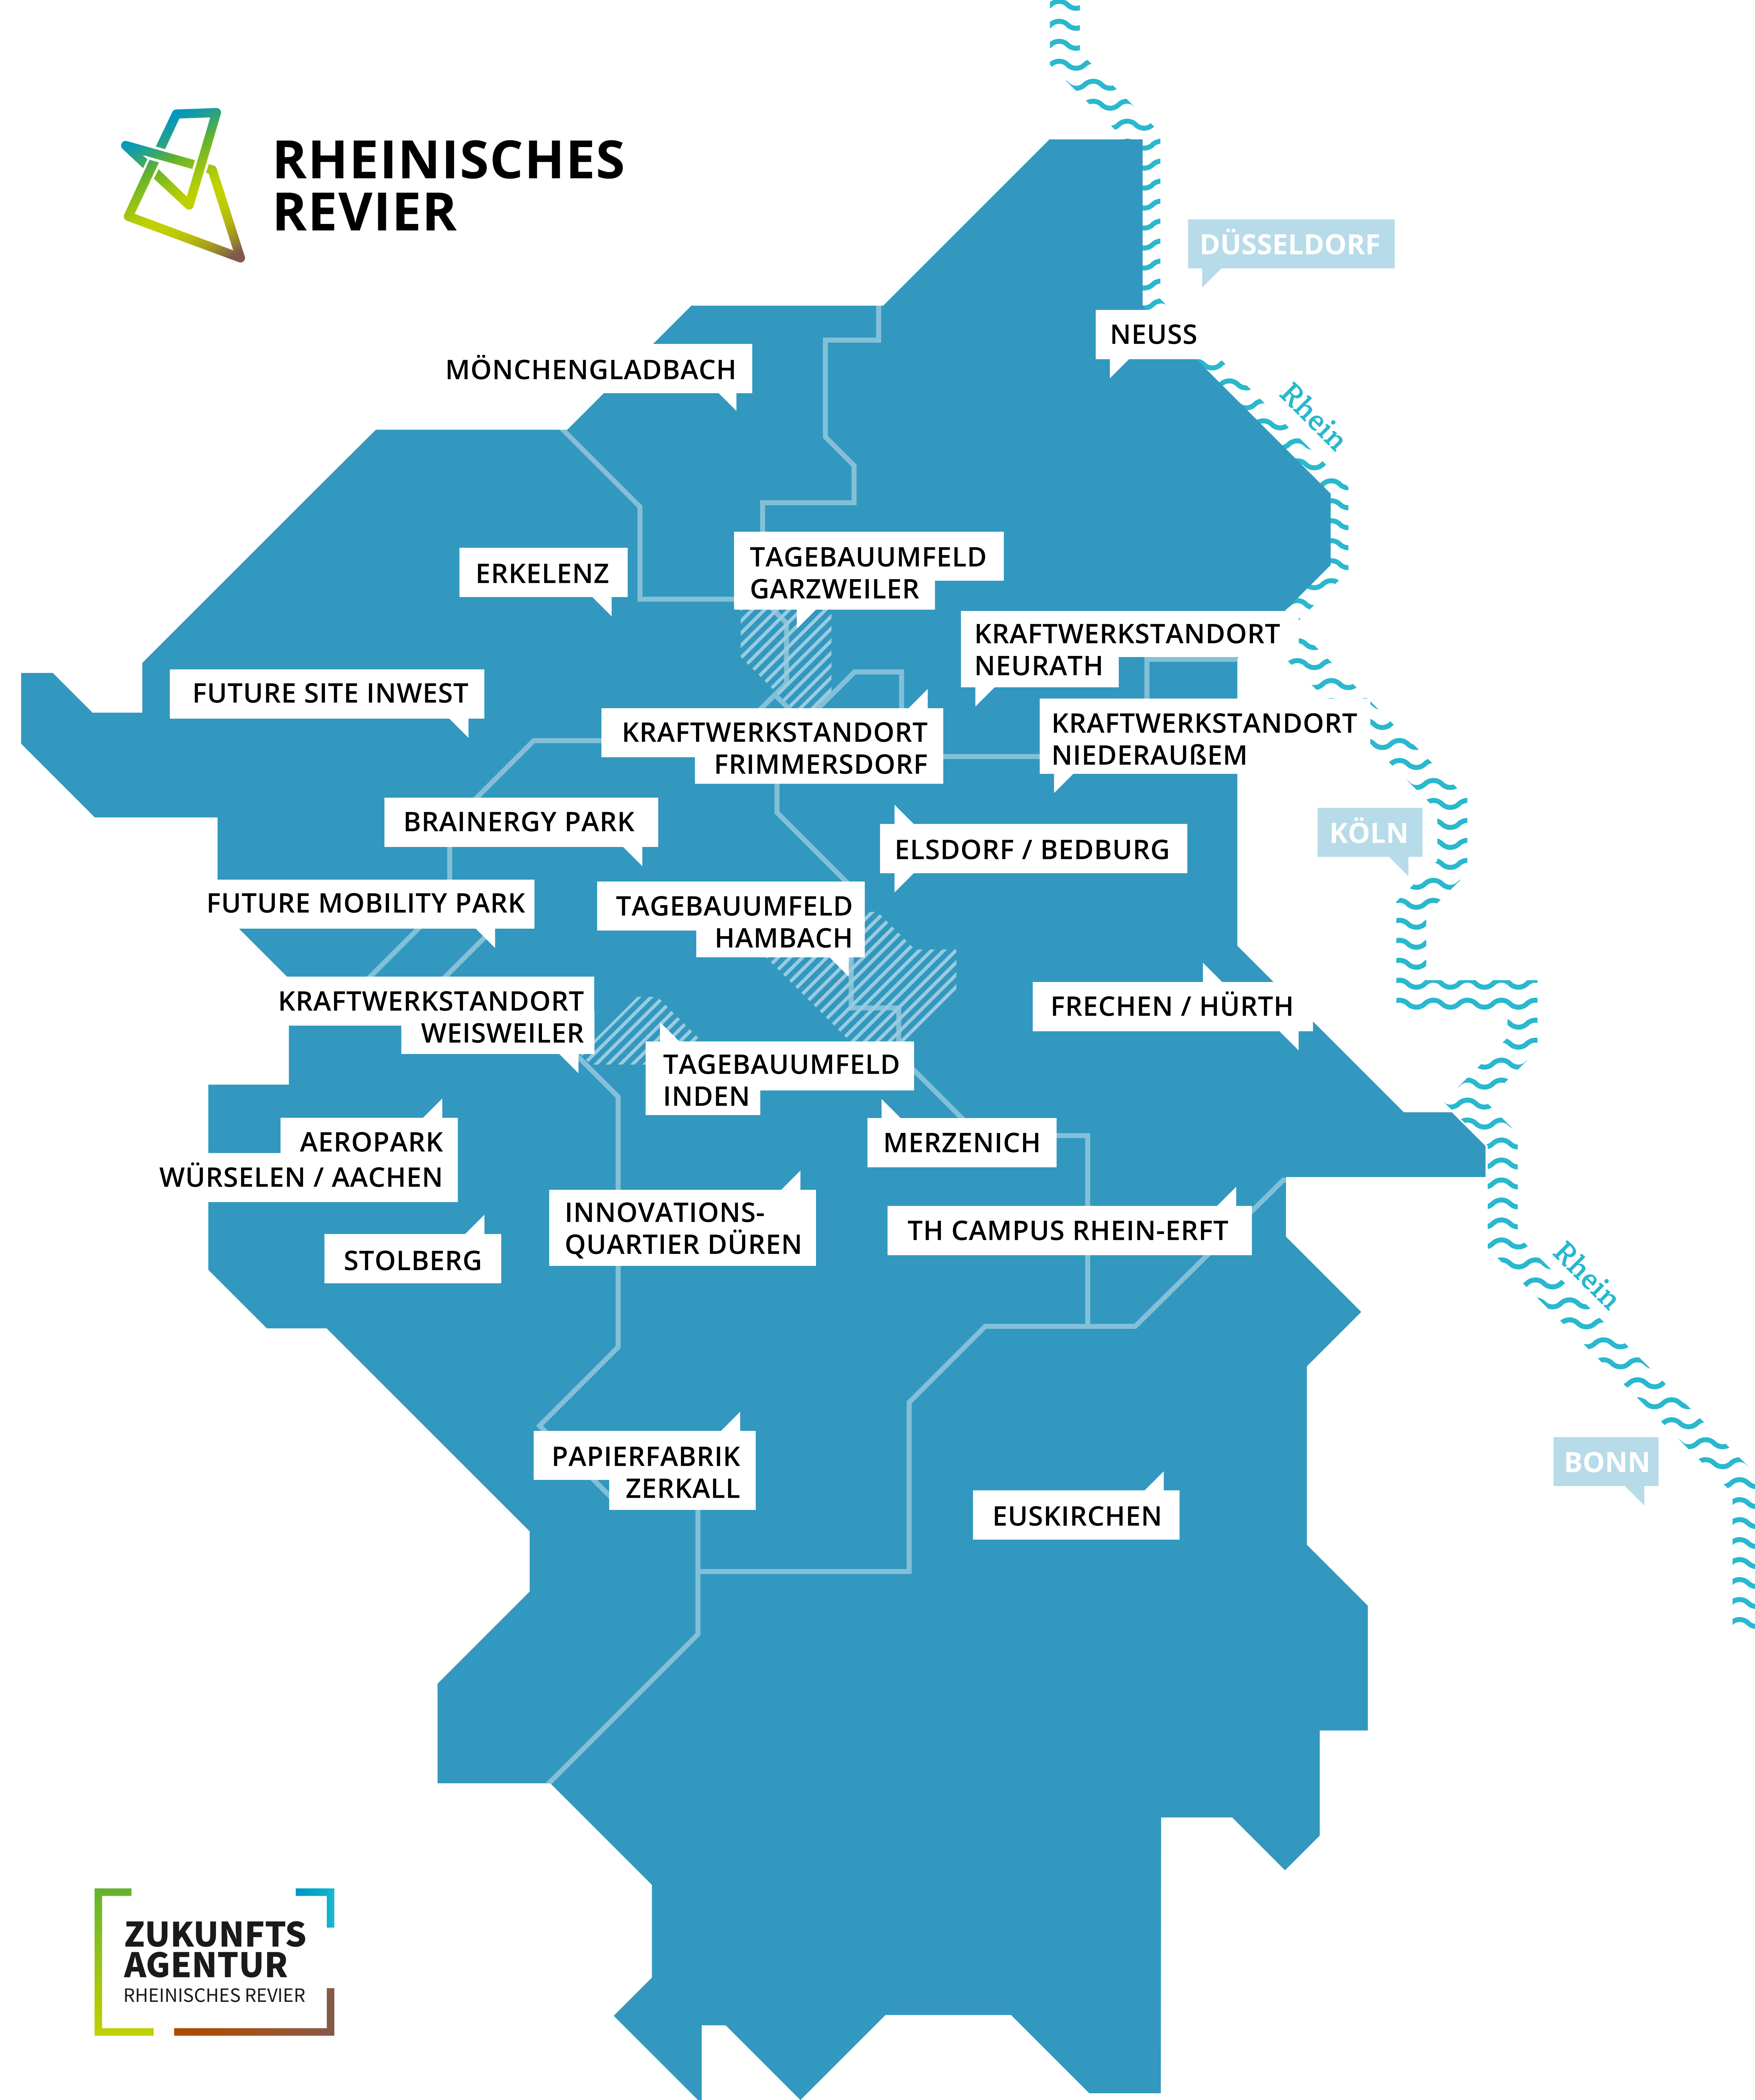 RHEINISCHES
REVIER
DÜSSELDORF
NEUSS
MÖNCHENGLADBACH
Rhein
TAGEBAUUMFELD
GARZWEILER
ERKELENZ
KRAFTWERKSTANDORT
NEURATH
FUTURE SITE INWEST
KRAFTWERKSTANDORT
FRIMMERSDORF
KRAFTWERKSTANDORT
NIEDERAUßEM
BRAINERGY PARK
KÖLN
ELSDORF / BEDBURG
FUTURE MOBILITY PARK
TAGEBAUUMFELD
HAMBACH
KRAFTWERKSTANDORT
WEISWEILER
FRECHEN / HÜRTH
TAGEBAUUMFELD
INDEN
AEROPARK
WÜRSELEN / AACHEN
MERZENICH
INNOVATIONS-
QUARTIER DÜREN
TH CAMPUS RHEIN-ERFT
STOLBERG
Rhein
PAPIERFABRIK
ZERKALL
BONN
EUSKIRCHEN
ZUKUNFTS
AGENTUR
RHEINISCHES REVIER